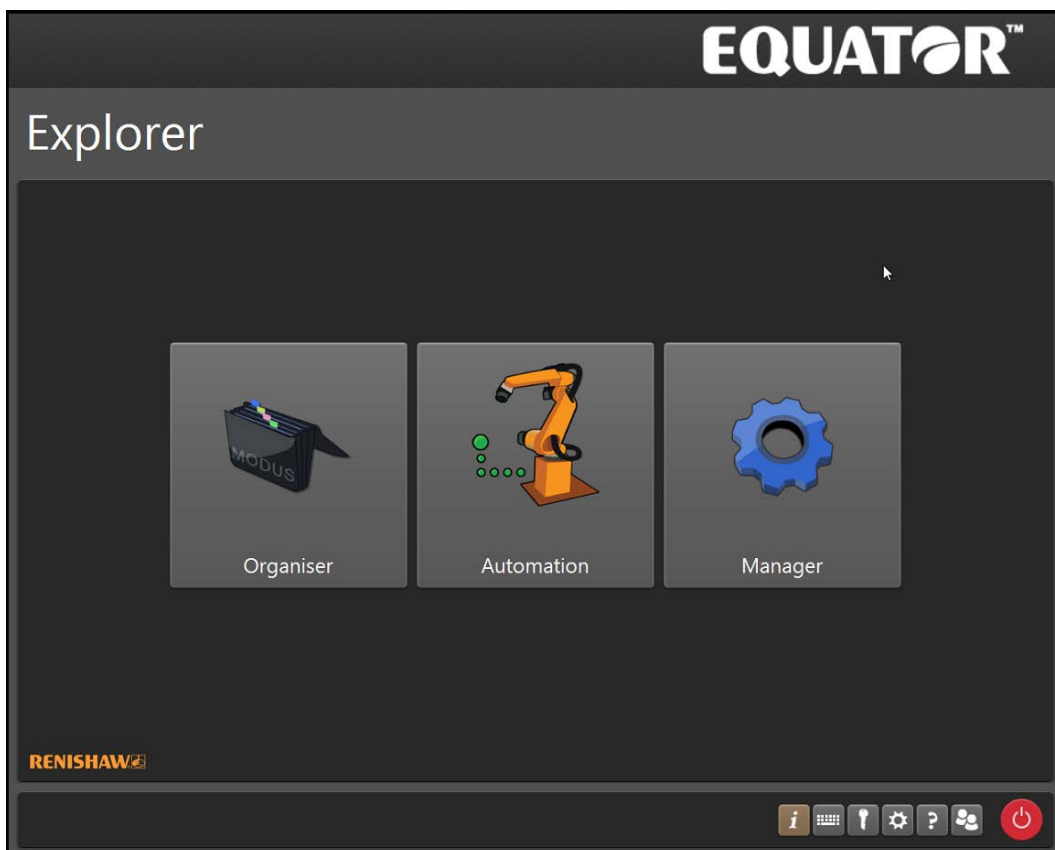 EQUATOR™
Explorer
MODUS
Organiser
Automation
Manager
RENISHAW
i
?